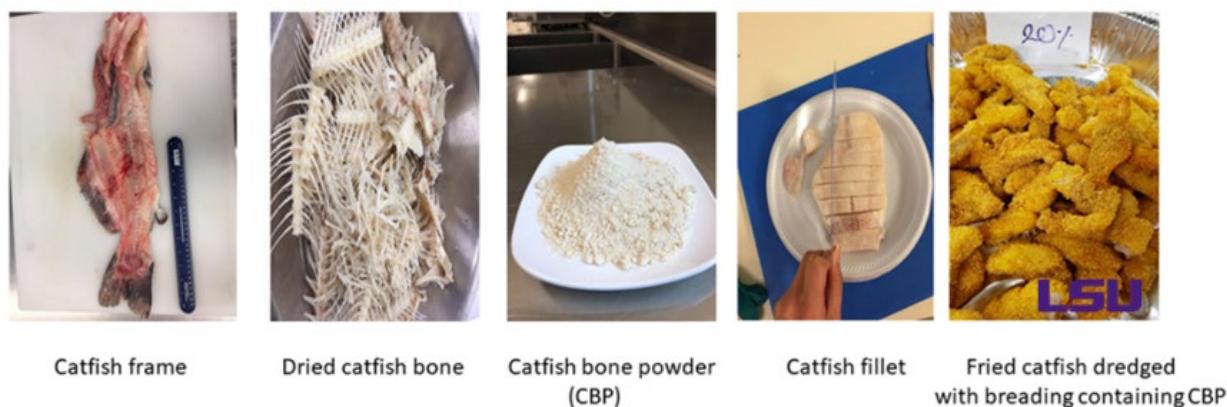 20%
LSU
Catfish frame
Dried catfish bone
Catfish bone powder
(CBP)
Catfish fillet
Fried catfish dredged
with breading containing CBP